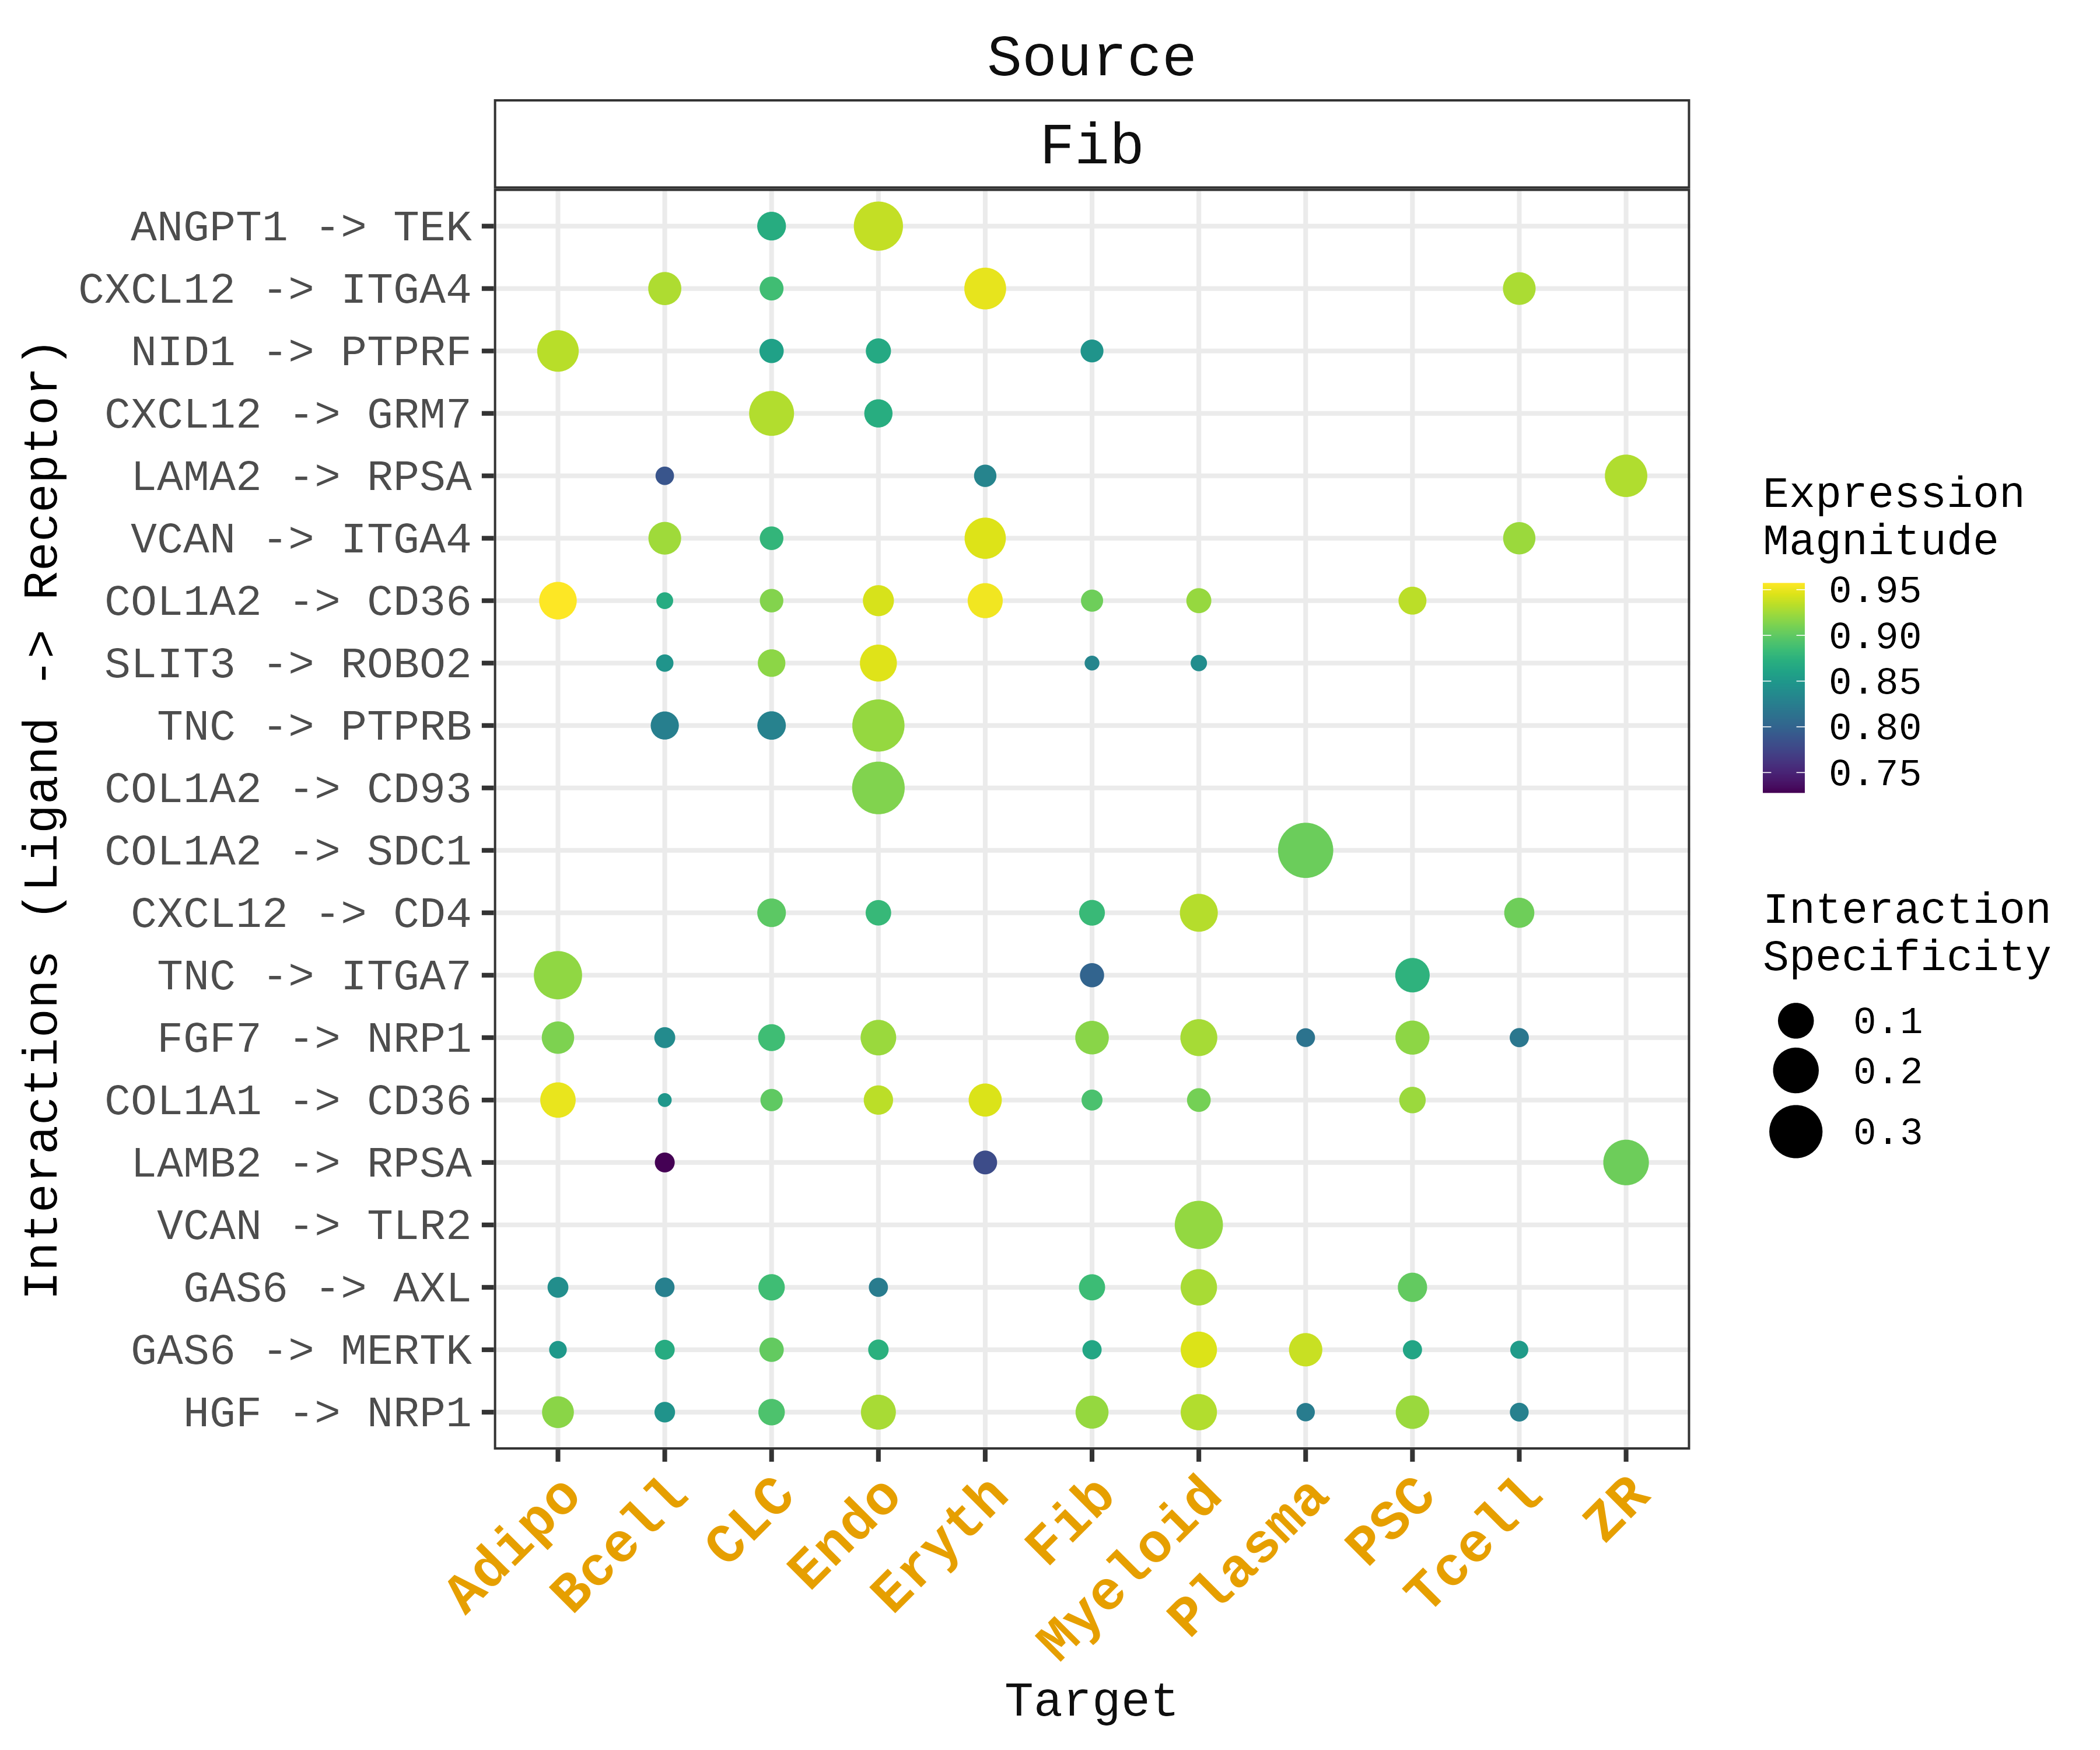 Source
Fib
Interactions (Ligand -> Receptor)
ANGPT1 -> TEK
CXCL12 -> ITGA4
NID1 -> PTPRF
CXCL12 -> GRM7
LAMA2 -> RPSA
VCAN -> ITGA4
COL1A2 -> CD36
SLIT3 -> ROBO2
TNC -> PTPRB
COL1A2 -> CD93
COL1A2 -> SDC1
CXCL12 -> CD4
TNC -> ITGA7
FGF7 -> NRP1
COL1A1 -> CD36
LAMB2 -> RPSA
VCAN -> TLR2
GAS6 -> AXL
GAS6 -> MERTK
HGF -> NRP1
Adipo
Bcell
CLC
Endo
Eryth
Fib
Myeloid
Plasma
PSC
Tcell
ZR
Target
Expression
Magnitude
0.95
0.90
0.85
0.80
0.75
Interaction
Specificity
0.1
0.2
0.3